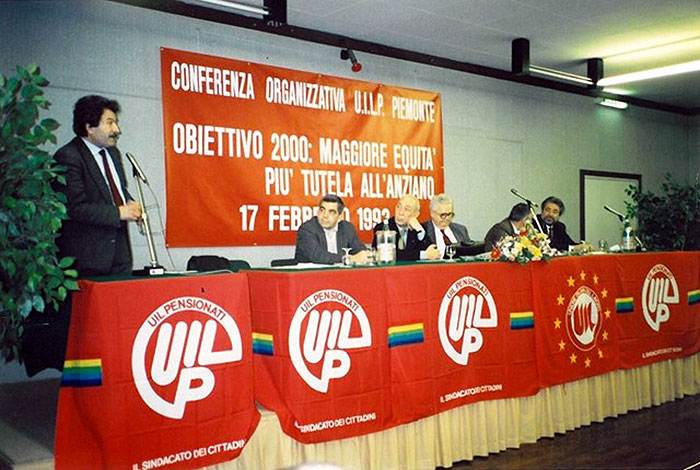 CONFERENZA ORGANIZZATIVA U.I.L.P. PIEMONTE
OBIETTIVO 2000: MAGGIORE EQUITA'
PIU' TUTELA ALL'ANZIANO
17 FEBBRAIO 1993
UIL PENSIONATI
UILP
IL SINDACATO DEI CITTADINI
UIL PENSIONATI
UILP
IL SINDACATO DEI CITTADINI
UIL PENSIONATI
UILP
IL SINDACATO DEI CITTADINI
UIL
UIL PENSIONATI
UILP
IL SINDACATO DEI CITTADINI